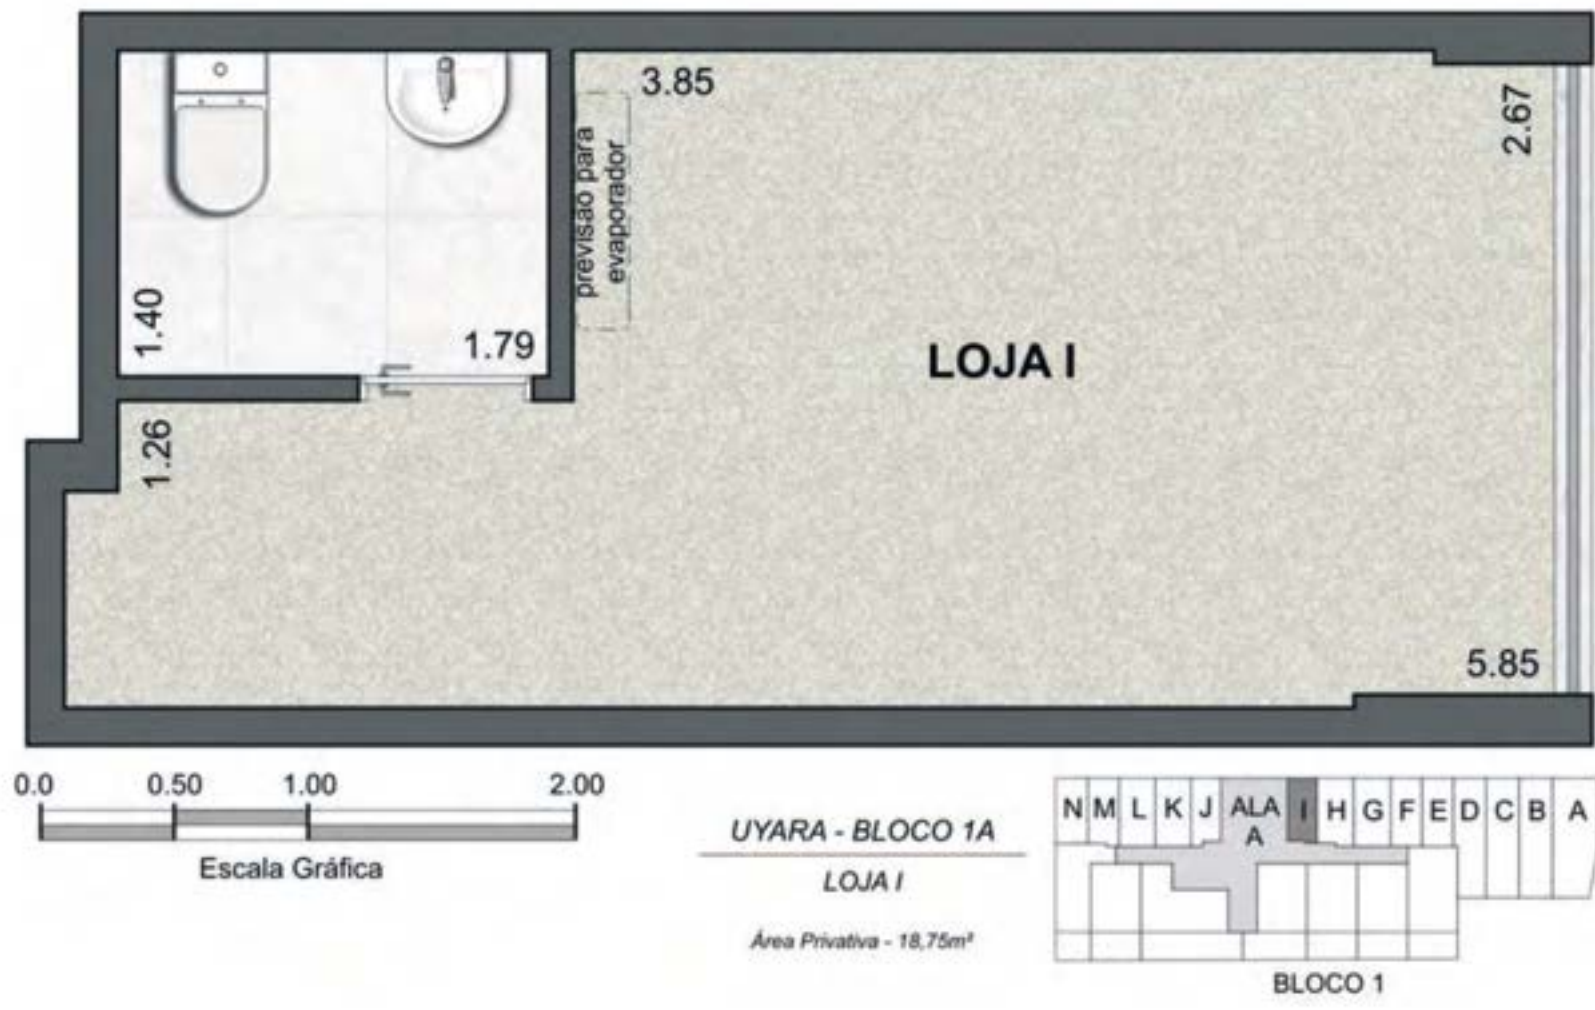 3.85
2.67
previsão para
evaporador
1.40
1.79
LOJA I
1.26
5.85
0.0 0.50 1.00 2.00
Escala Gráfica
UYARA - BLOCO 1A
LOJA I
Área Privativa - 18,75m²
N M L K J ALA A I H G F E D C B A
BLOCO 1